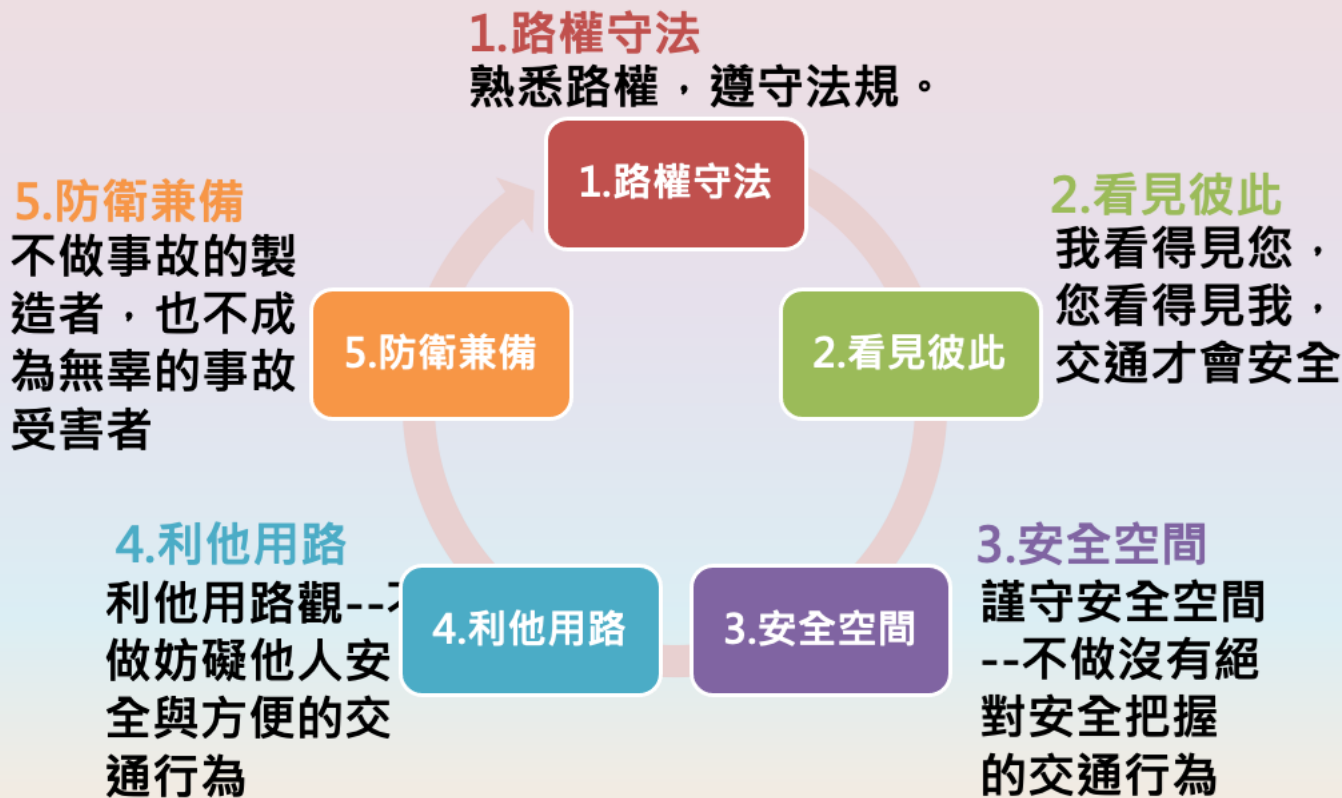 1.路權守法
熟悉路權，遵守法規。
1.路權守法
2.看見彼此
我看得見您，
您看得見我，
交通才會安全
2.看見彼此
3.安全空間
謹守安全空間
--不做沒有絕
對安全把握
的交通行為
3.安全空間
4.利他用路
利他用路觀--
做妨礙他人安
全與方便的交
通行為
4.利他用路
5.防衛兼備
不做事故的製
造者，也不成
為無辜的事故
受害者
5.防衛兼備